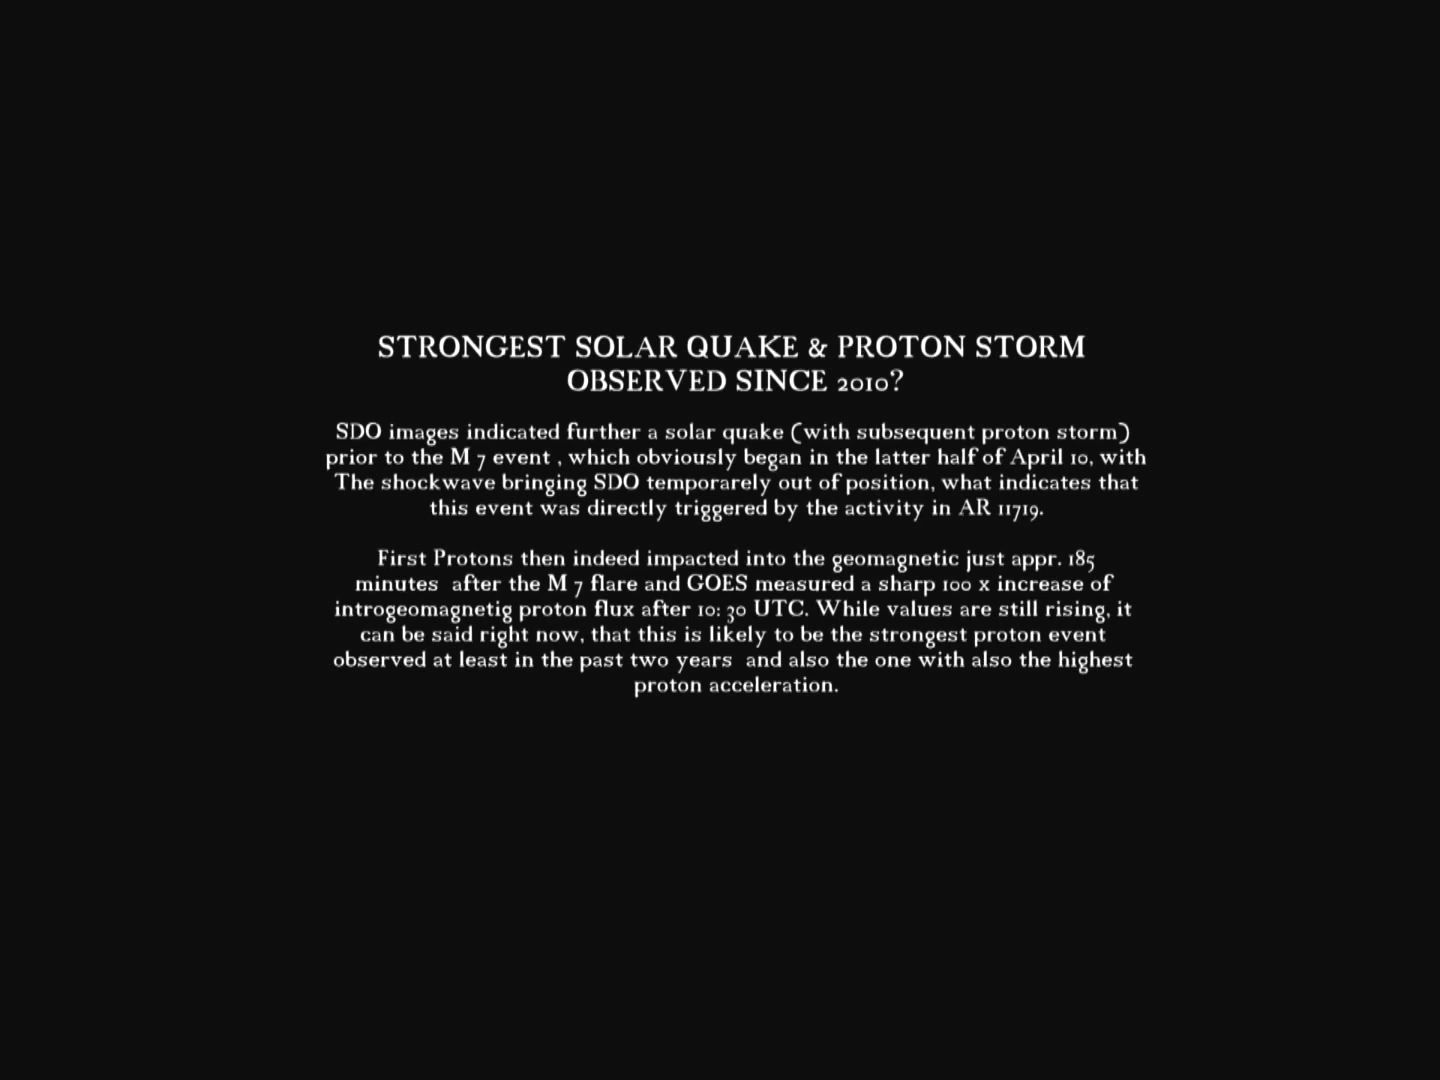 STRONGEST SOLAR QUAKE & PROTON STORM
OBSERVED SINCE 2010?
SDO images indicated further a solar quake (with subsequent proton storm)
prior to the M 7 event , which obviously began in the latter half of April 10, with
The shockwave bringing SDO temporarely out of position, what indicates that
this event was directly triggered by the activity in AR 11719.
First Protons then indeed impacted into the geomagnetic just appr. 185
minutes  after the M 7 flare and GOES measured a sharp 100 x increase of
introgeomagnetig proton flux after 10: 30 UTC. While values are still rising, it
can be said right now, that this is likely to be the strongest proton event
observed at least in the past two years  and also the one with also the highest
proton acceleration.